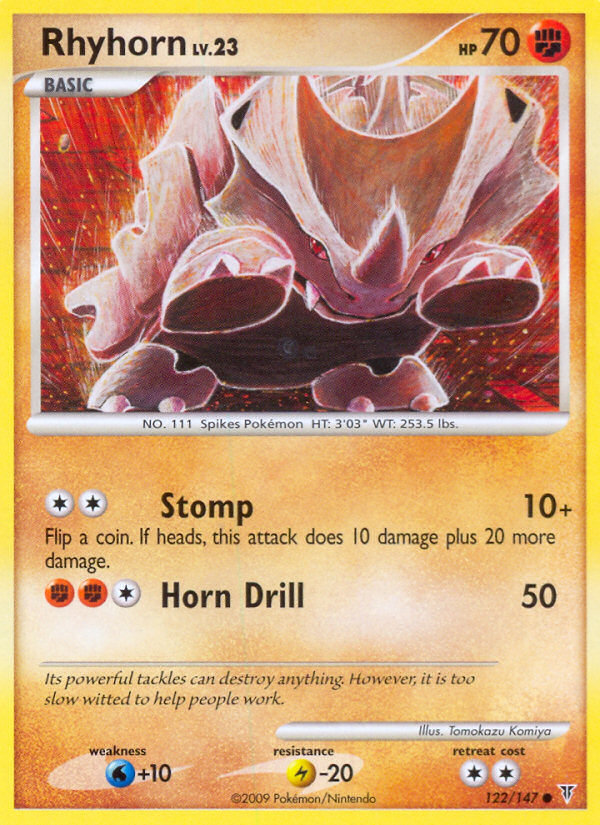 Rhyhorn LV.23
HP 70
BASIC
NO. 111 Spikes Pokémon HT: 3'03" WT: 253.5 lbs.
Stomp 10+
Flip a coin. If heads, this attack does 10 damage plus 20 more
damage.
Horn Drill 50
Its powerful tackles can destroy anything. However, it is too
slow witted to help people work.
Illus. Tomokazu Komiya
weakness resistance retreat cost
+10 -20
©2009 Pokémon/Nintendo 122/147